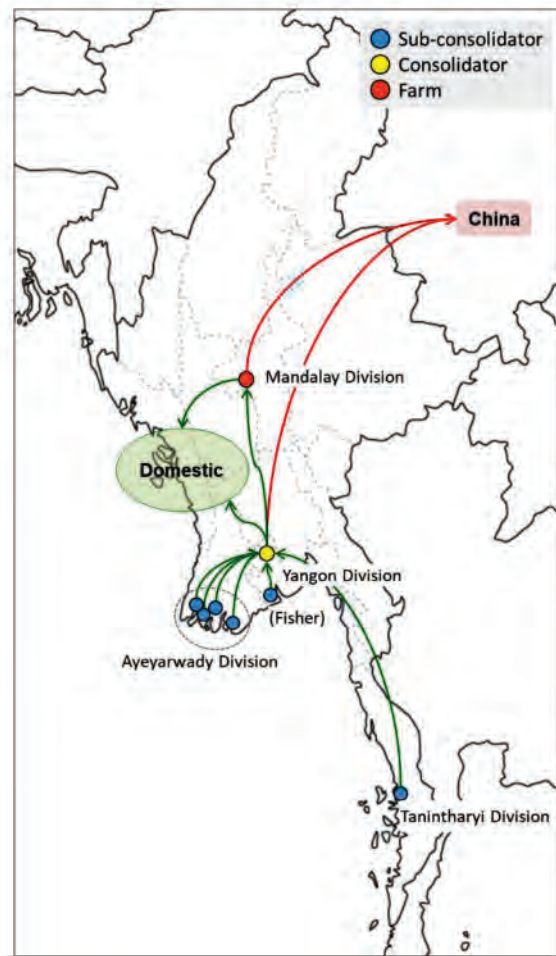 Sub-consolidator
Consolidator
Farm
China
Mandalay Division
Domestic
Yangon Division
(Fisher)
Ayeyarwady Division
Tanintharyi Division